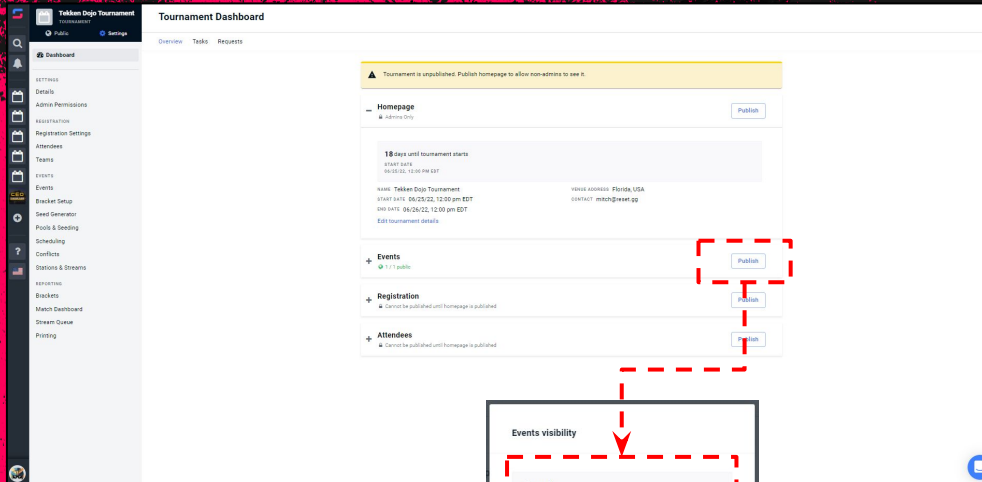 Tekken Dojo Tournament
TOURNAMENT
Public
Settings
Dashboard
SETTINGS
Details
Admin Permissions
REGISTRATION
Registration Settings
Attendees
Teams
EVENTS
Events
Bracket Setup
Seed Generator
Pools & Seeding
Scheduling
Conflicts
Stations & Streams
REPORTING
Brackets
Match Dashboard
Stream Queue
Printing
CEO
?
Tournament Dashboard
Overview Tasks Requests
Tournament is unpublished. Publish homepage to allow non-admins to see it.
Homepage
Admins Only
Publish
18 days until tournament starts
START DATE
06/25/22, 12:00 PM EDT
NAME Tekken Dojo Tournament
START DATE 06/25/22, 12:00 pm EDT
END DATE 06/26/22, 12:00 pm EDT
Edit tournament details
VENUE ADDRESS Florida, USA
CONTACT mitch@reset.gg
Events
1 / 1 public
Publish
Registration
Cannot be published until homepage is published
Publish
Attendees
Cannot be published until homepage is published
Publish
Events visibility